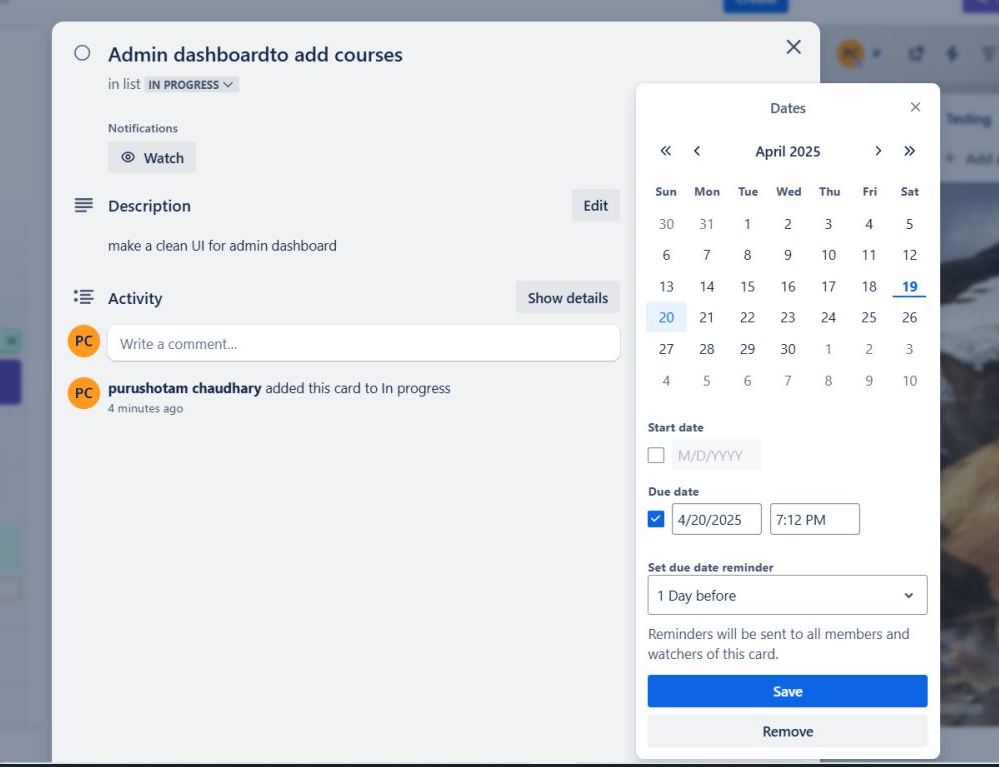 Create
Admin dashboardto add courses
in list IN PROGRESS
Notifications
Watch
Description
Edit
make a clean UI for admin dashboard
Activity
Show details
PC
Write a comment...
PC
purushotam chaudhary added this card to In progress
4 minutes ago
PC
P
Testing
+ Add a
Dates
April 2025
Sun Mon Tue Wed Thu Fri Sat
30 31 1 2 3 4 5
6 7 8 9 10 11 12
13 14 15 16 17 18 19
20 21 22 23 24 25 26
27 28 29 30 1 2 3
4 5 6 7 8 9 10
Start date
M/D/YYYY
Due date
4/20/2025 7:12 PM
Set due date reminder
1 Day before
Reminders will be sent to all members and
watchers of this card.
Save
Remove